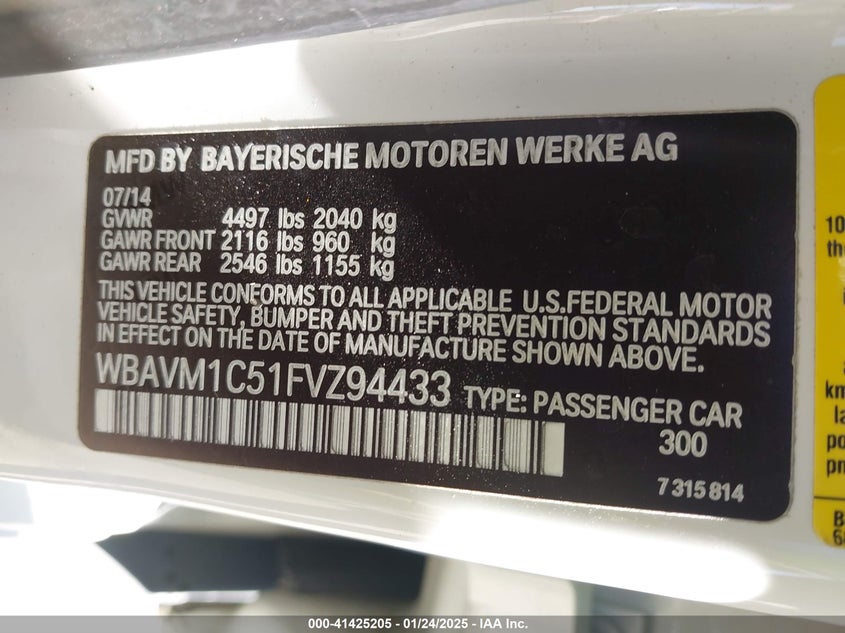 MFD BY BAYERISCHE MOTOREN WERKE AG
07/14
GVWR 4497 lbs 2040 kg
GAWR FRONT 2116 lbs 960 kg
GAWR REAR 2546 lbs 1155 kg
THIS VEHICLE CONFORMS TO ALL APPLICABLE U.S.FEDERAL MOTOR
VEHICLE SAFETY, BUMPER AND THEFT PREVENTION STANDARDS
IN EFFECT ON THE DATE OF MANUFACTURE SHOWN ABOVE.
WBAVM1C51FVZ94433 TYPE: PASSENGER CAR
300
7315814
10
000-41425205 - 01/24/2025 - IAA Inc.